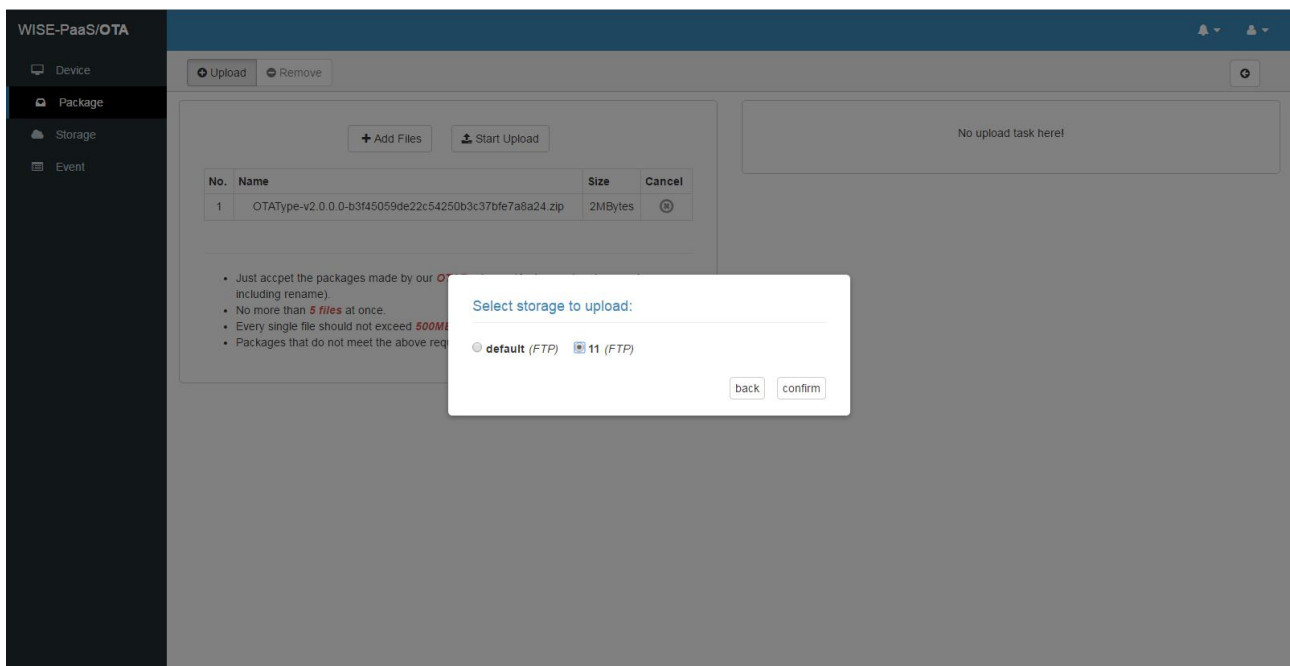 WISE-PaaS/OTA
Device
Package
Storage
Event
Upload
Remove
Add Files
Start Upload
No. Name Size Cancel
1 OTAType-v2.0.0.0-b3f45059de22c54250b3c37bfe7a8a24.zip 2MBytes
Just accpet the packages made by our
including rename).
No more than 5 files at once.
Every single file should not exceed
Packages that do not meet the above
No upload task here!
Select storage to upload:
default (FTP) 11 (FTP)
back confirm